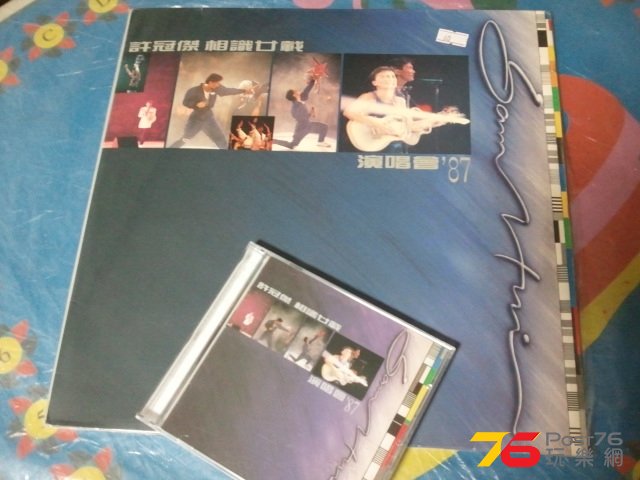 許冠傑 相識廿載
演唱會 '87
Sam Hui
許冠傑 相識廿載
演唱會 '87
Sam Hui
76 Post76
玩樂網